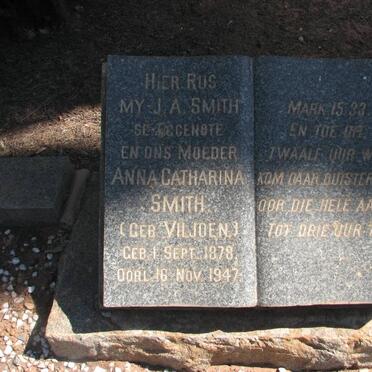 HIER RUS
MY J.A. SMITH
SE EGGENOTE
EN ONS MOEDER
ANNA CATHARINA
SMITH
(GEB VILJOEN)
GEB. 1 SEPT. 1878
OORL. 16 NOV. 1947
MARK 15:33
EN TOE DIT
TWAALF UUR W
KOM DAAR DUISTER
OOR DIE HELE AA
TOT DRIE UUR